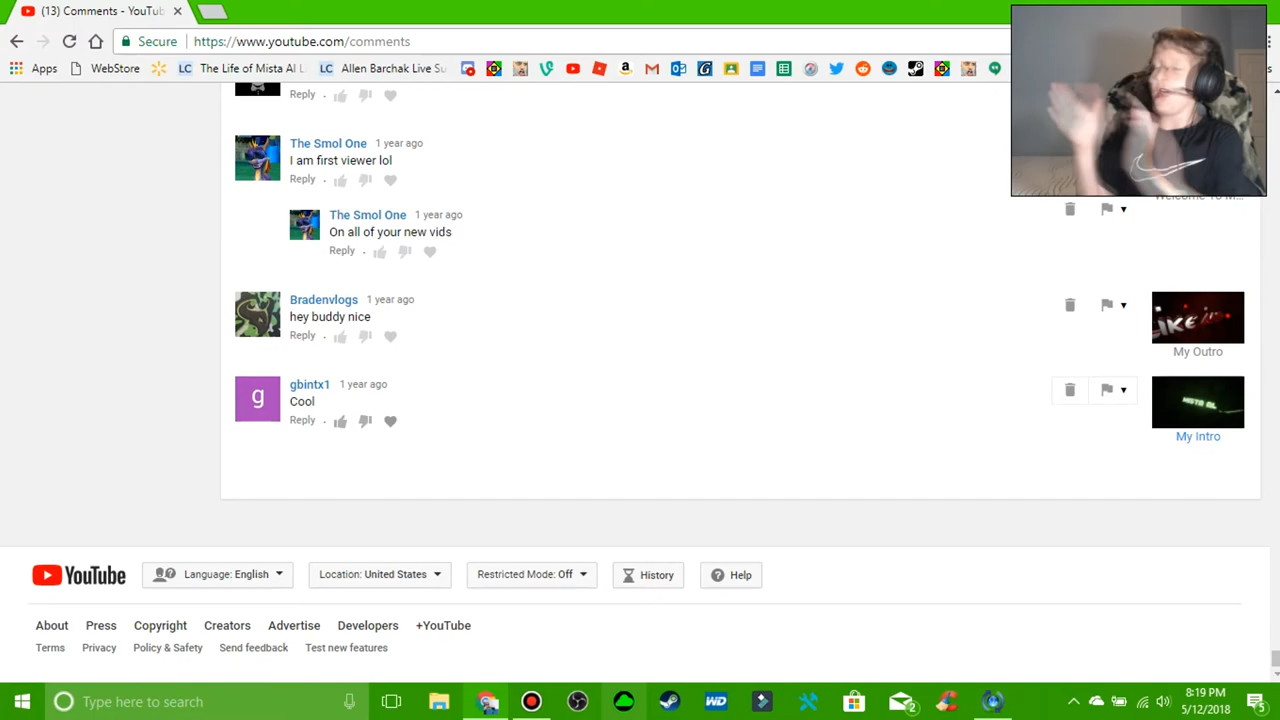 (13) Comments - YouTub
Secure
https://www.youtube.com/comments
Apps
WebStore
LC
The Life of Mista Al L
LC
Allen Barchak Live Su
Reply
The Smol One 1 year ago
I am first viewer lol
Reply
The Smol One 1 year ago
On all of your new vids
Reply
Bradenvlogs 1 year ago
hey buddy nice
Reply
My Outro
g
gbintx1 1 year ago
Cool
Reply
MISTA AL
My Intro
YouTube
Language: English
Location: United States
Restricted Mode: Off
History
Help
About Press Copyright Creators Advertise Developers +YouTube
Terms Privacy Policy & Safety Send feedback Test new features
Type here to search
WD
2
8:19 PM
5/12/2018
5